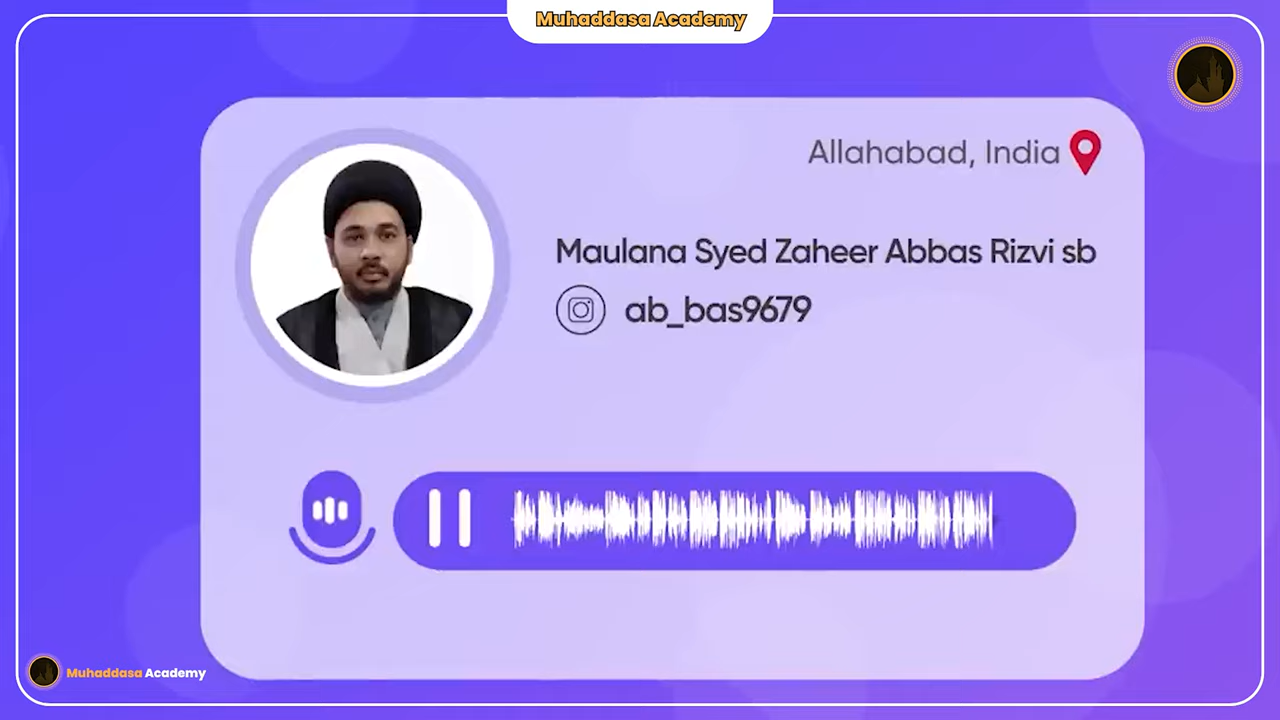 Muhaddasa Academy
Allahabad, India
Maulana Syed Zaheer Abbas Rizvi sb
ab_bas9679
Muhaddasa Academy